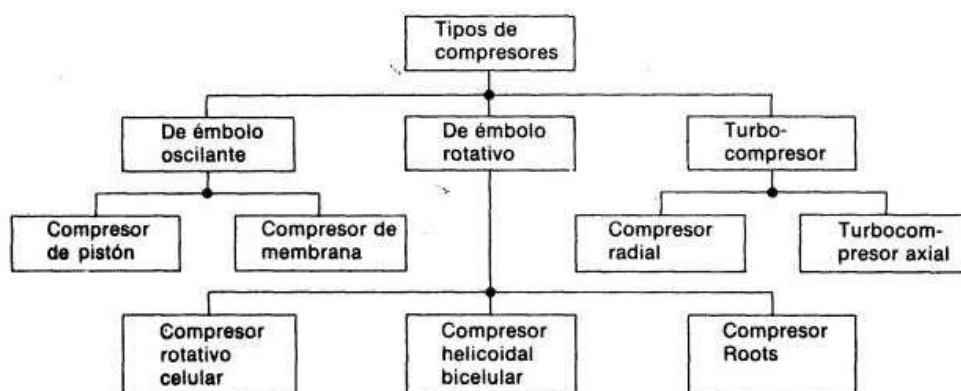 Tipos de
compresores
De émbolo
oscilante
De émbolo
rotativo
Turbo-
compresor
Compresor
de pistón
Compresor de
membrana
Compresor
radial
Turbocom-
presor axial
Compresor
rotativo
celular
Compresor
helicoidal
bicelular
Compresor
Roots